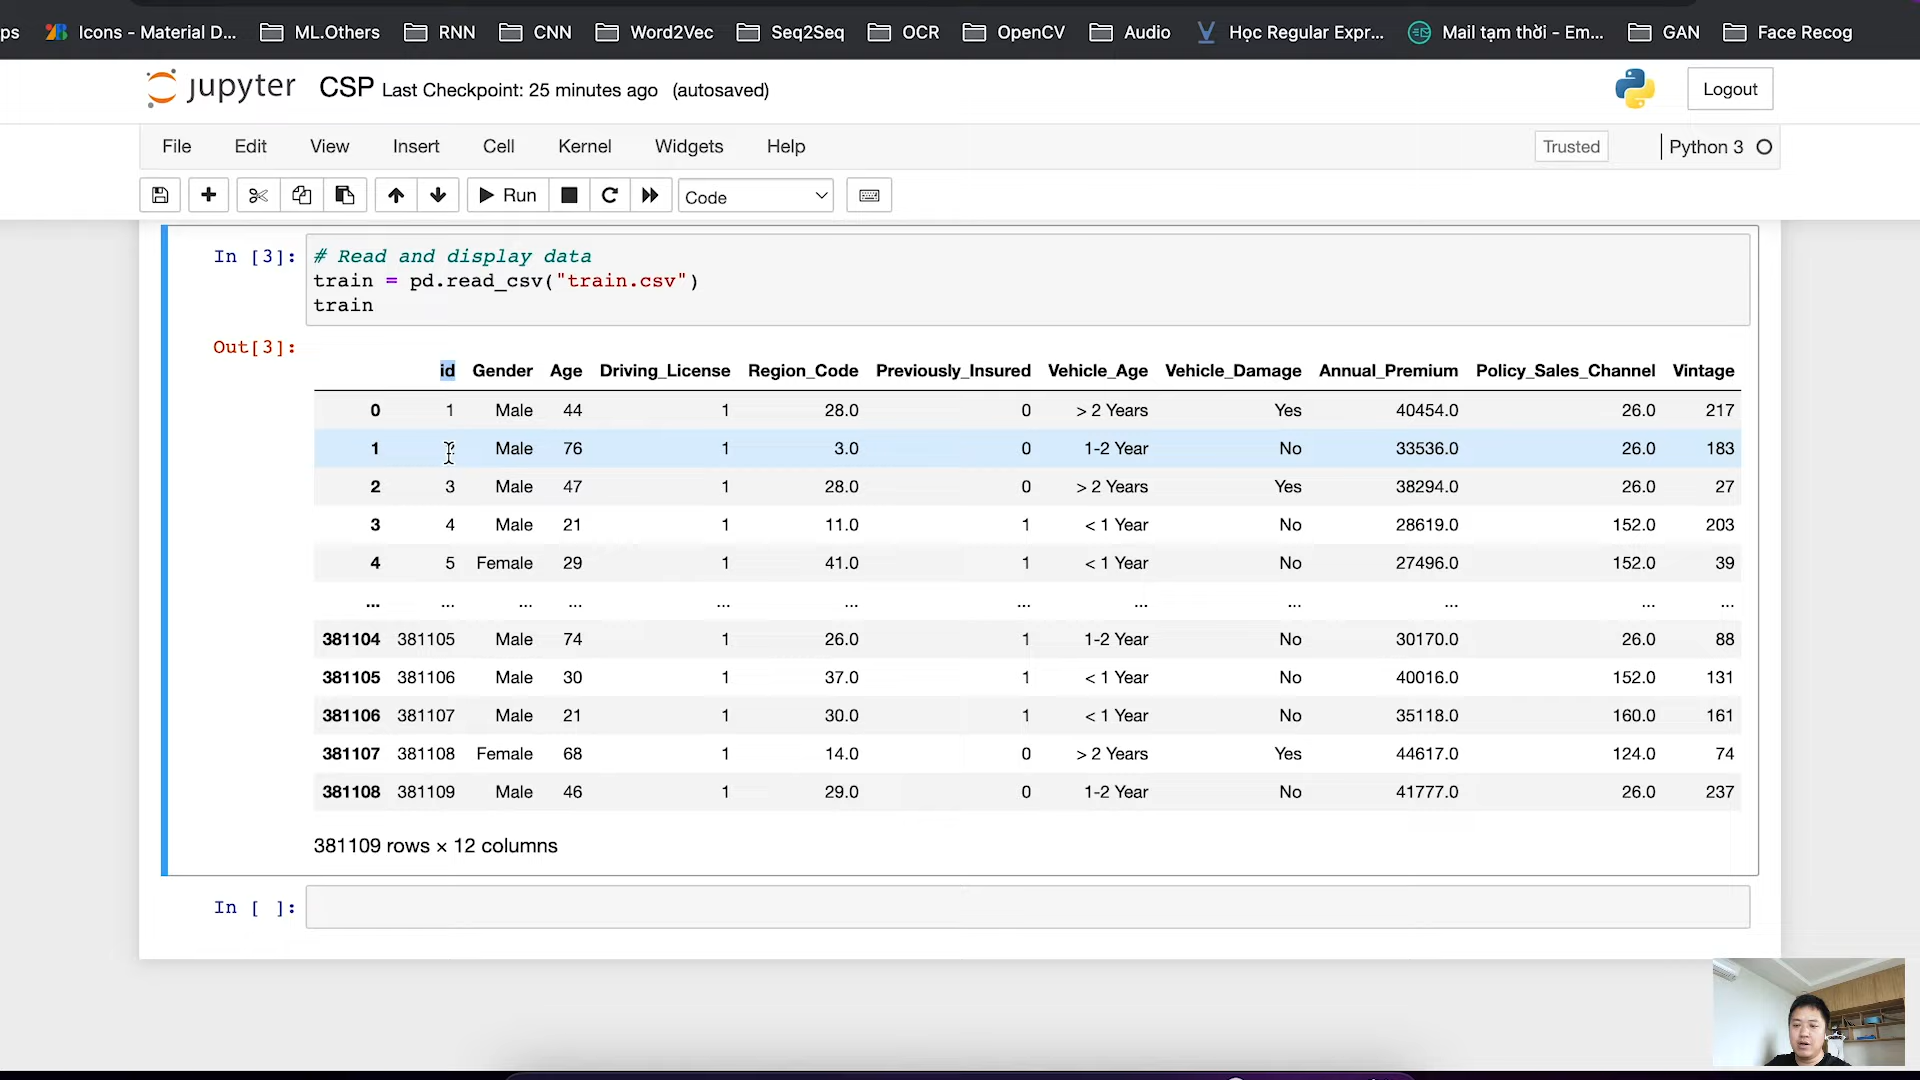 ps Icons - Material D... ML.Others RNN CNN Word2Vec Seq2Seq OCR OpenCV Audio Học Regular Expr... Mail tạm thời - Em... GAN Face Recog
jupyter CSP Last Checkpoint: 25 minutes ago (autosaved) Logout
File Edit View Insert Cell Kernel Widgets Help Trusted Python 3
Run Code
In [3]: # Read and display data
train = pd.read_csv("train.csv")
train
Out[3]:
id Gender Age Driving_License Region_Code Previously_Insured Vehicle_Age Vehicle_Damage Annual_Premium Policy_Sales_Channel Vintage
0 1 Male 44 1 28.0 0 > 2 Years Yes 40454.0 26.0 217
1 Male 76 1 3.0 0 1-2 Year No 33536.0 26.0 183
2 3 Male 47 1 28.0 0 > 2 Years Yes 38294.0 26.0 27
3 4 Male 21 1 11.0 1 < 1 Year No 28619.0 152.0 203
4 5 Female 29 1 41.0 1 < 1 Year No 27496.0 152.0 39
... ... ... ... ... ... ... ... ... ... ... ...
381104 381105 Male 74 1 26.0 1 1-2 Year No 30170.0 26.0 88
381105 381106 Male 30 1 37.0 1 < 1 Year No 40016.0 152.0 131
381106 381107 Male 21 1 30.0 1 < 1 Year No 35118.0 160.0 161
381107 381108 Female 68 1 14.0 0 > 2 Years Yes 44617.0 124.0 74
381108 381109 Male 46 1 29.0 0 1-2 Year No 41777.0 26.0 237
381109 rows × 12 columns
In [ ]: